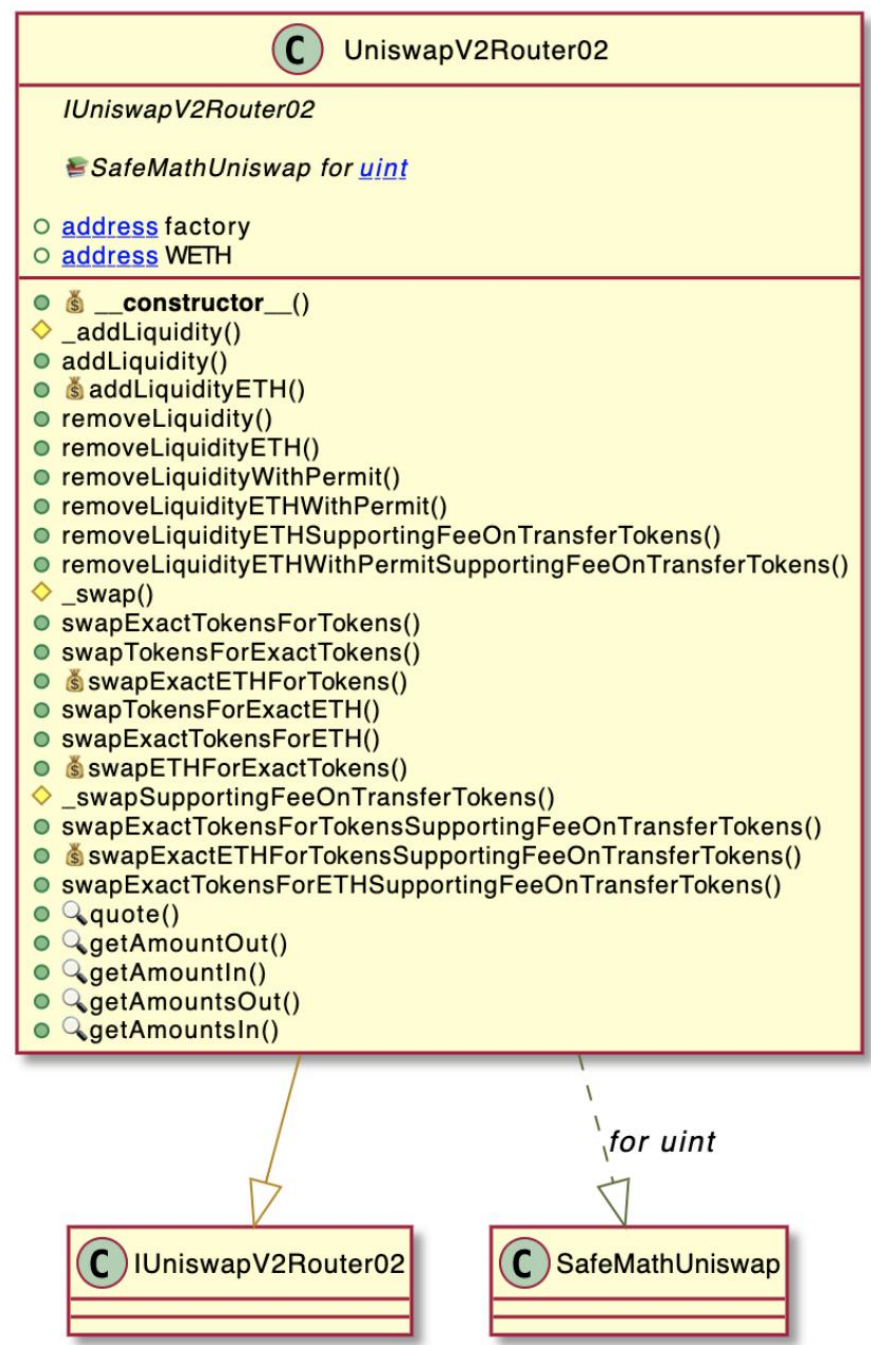 C UniswapV2Router02
IUniswapV2Router02
SafeMathUniswap for uint
address factory
address WETH
__constructor__()
_addLiquidity()
addLiquidity()
addLiquidityETH()
removeLiquidity()
removeLiquidityETH()
removeLiquidityWithPermit()
removeLiquidityETHWithPermit()
removeLiquidityETHSupportingFeeOnTransferTokens()
removeLiquidityETHWithPermitSupportingFeeOnTransferTokens()
_swap()
swapExactTokensForTokens()
swapTokensForExactTokens()
swapExactETHForTokens()
swapTokensForExactETH()
swapExactTokensForETH()
swapETHForExactTokens()
_swapSupportingFeeOnTransferTokens()
swapExactTokensForTokensSupportingFeeOnTransferTokens()
swapExactETHForTokensSupportingFeeOnTransferTokens()
swapExactTokensForETHSupportingFeeOnTransferTokens()
quote()
getAmountOut()
getAmountIn()
getAmountsOut()
getAmountsIn()
for uint
C IUniswapV2Router02
C SafeMathUniswap